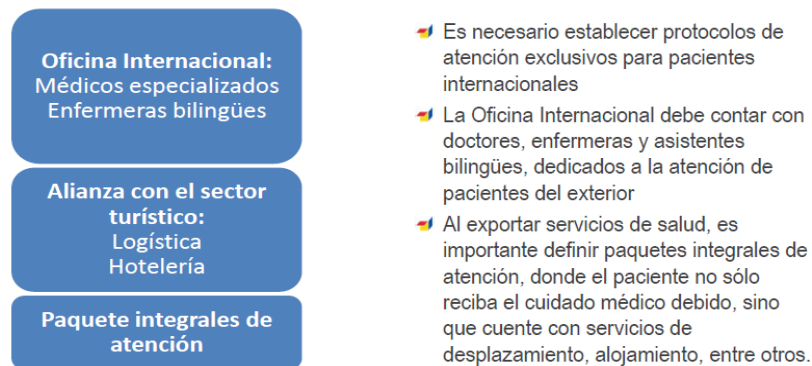 Oficina Internacional:
Médicos especializados
Enfermeras bilingües
Alianza con el sector
turístico:
Logística
Hotelería
Paquete integrales de
atención
Es necesario establecer protocolos de
atención exclusivos para pacientes
internacionales
La Oficina Internacional debe contar con
doctores, enfermeras y asistentes
bilingües, dedicados a la atención de
pacientes del exterior
Al exportar servicios de salud, es
importante definir paquetes integrales de
atención, donde el paciente no sólo
reciba el cuidado médico debido, sino
que cuente con servicios de
desplazamiento, alojamiento, entre otros.